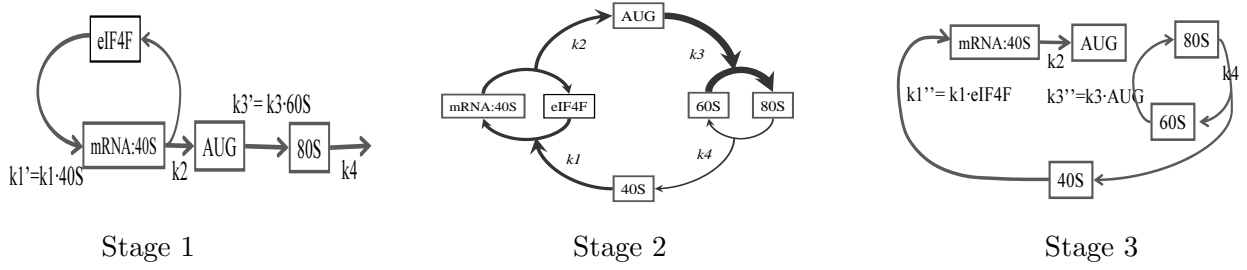 eIF4F
k3'= k3·60S
mRNA:40S
AUG
80S
k1'=k1·40S
k2
k4
Stage 1
AUG
k2
k3
mRNA:40S
eIF4F
60S
80S
k1
k4
40S
Stage 2
mRNA:40S
AUG
80S
k2
k4
k1''= k1·eIF4F
k3''=k3·AUG
60S
40S
Stage 3